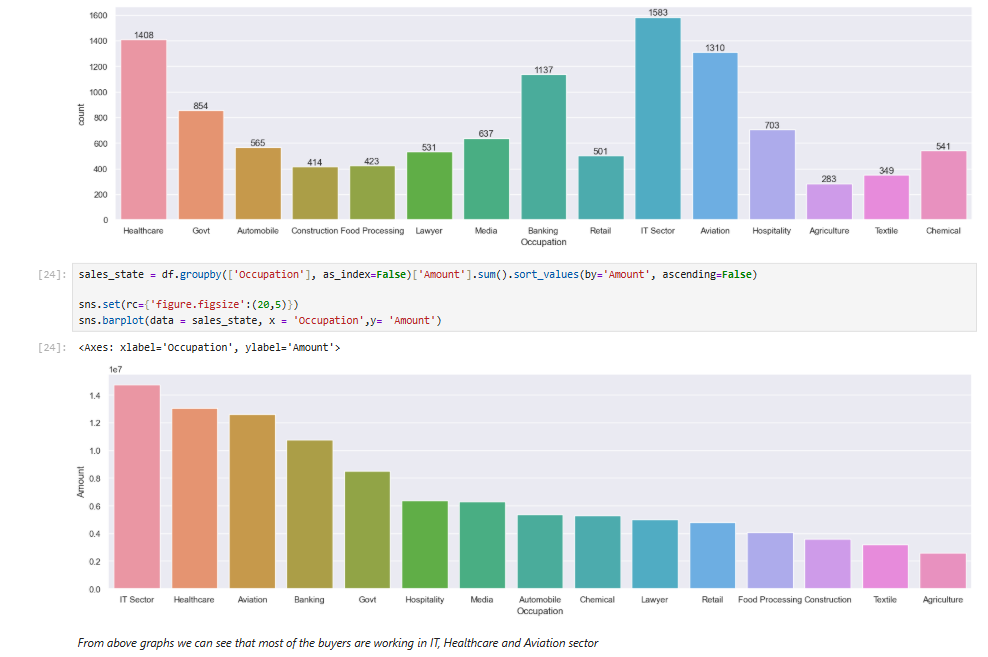 1600
1400
1200
1000
800
600
400
200
0
count
1408
854
565
414
423
531
637
1137
501
1583
1310
703
283
349
541
Healthcare Govt Automobile Construction Food Processing Lawyer Media Banking Retail IT Sector Aviation Hospitality Agriculture Textile Chemical
Occupation
[24]: sales_state = df.groupby(['Occupation'], as_index=False)['Amount'].sum().sort_values(by='Amount', ascending=False)
sns.set(rc={'figure.figsize':(20,5)})
sns.barplot(data = sales_state, x = 'Occupation',y= 'Amount')
[24]: <Axes: xlabel='Occupation', ylabel='Amount'>
1e7
1.4
1.2
1.0
0.8
0.6
0.4
0.2
0.0
Amount
IT Sector Healthcare Aviation Banking Govt Hospitality Media Automobile Chemical Lawyer Retail Food Processing Construction Textile Agriculture
Occupation
From above graphs we can see that most of the buyers are working in IT, Healthcare and Aviation sector